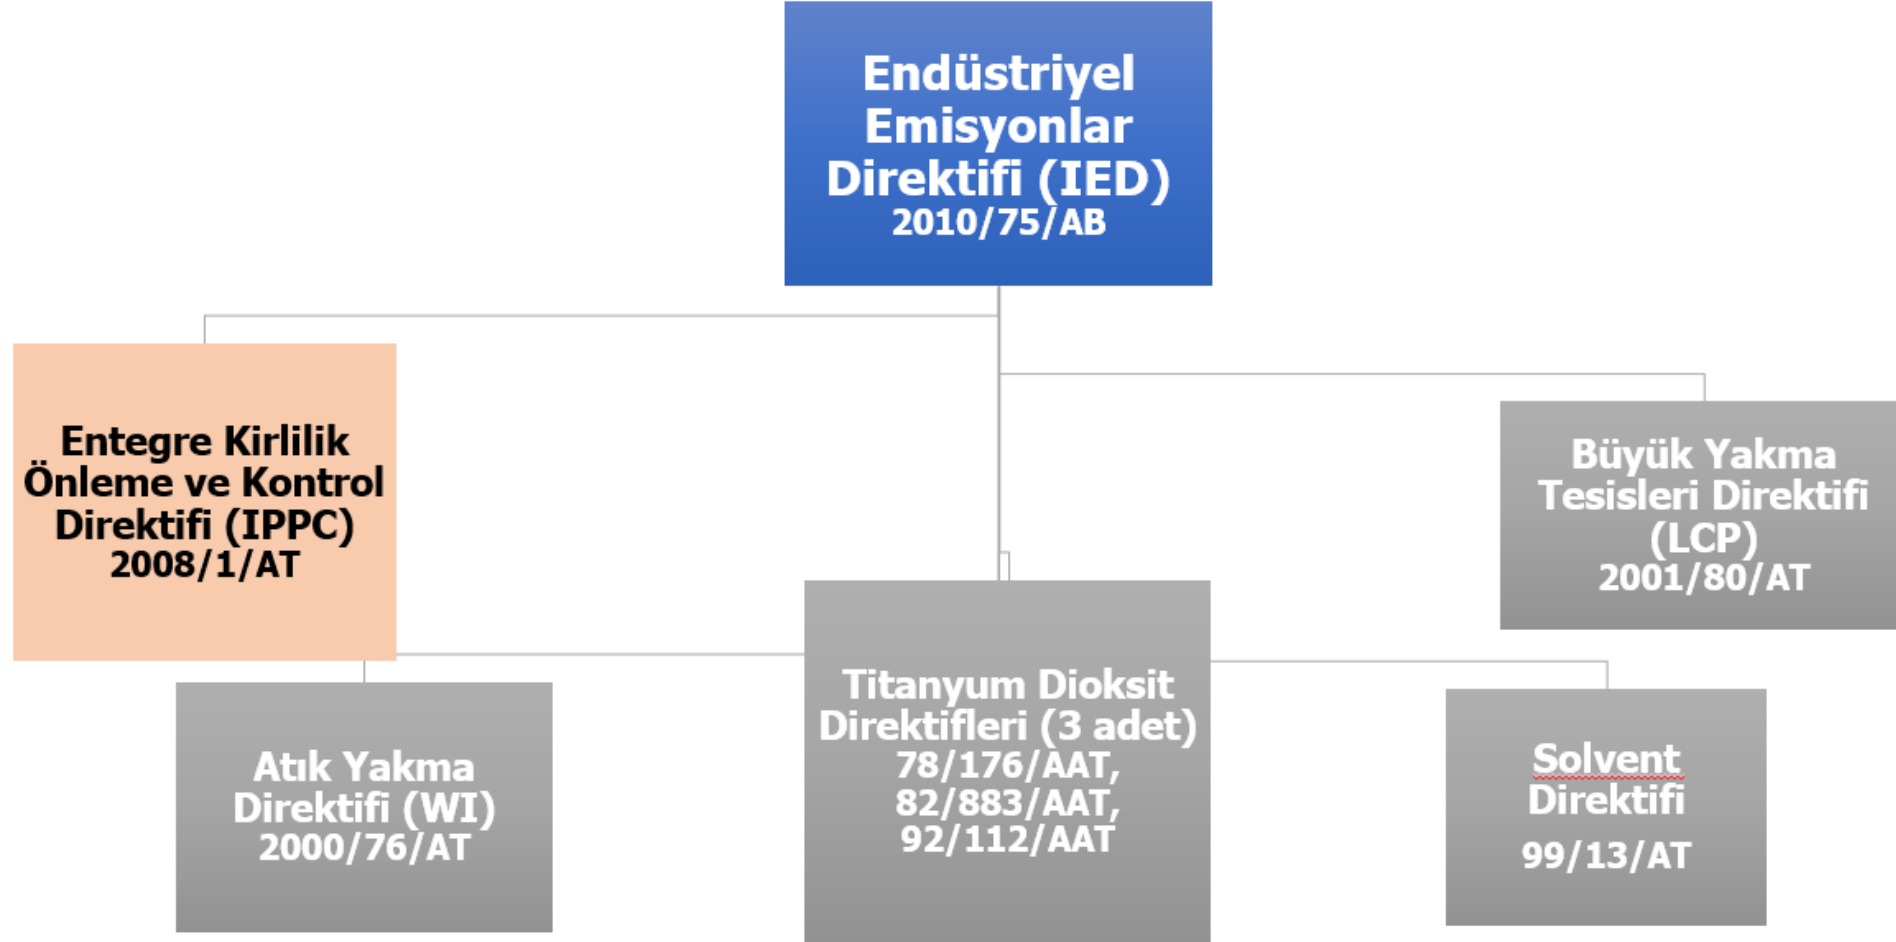 Endüstriyel
Emisyonlar
Direktifi (IED)
2010/75/AB
Entegre Kirlilik
Önleme ve Kontrol
Direktifi (IPPC)
2008/1/AT
Büyük Yakma
Tesisleri Direktifi
(LCP)
2001/80/AT
Atık Yakma
Direktifi (WI)
2000/76/AT
Titanyum Dioksit
Direktifleri (3 adet)
78/176/AAT,
82/883/AAT,
92/112/AAT
Solvent
Direktifi
99/13/AT